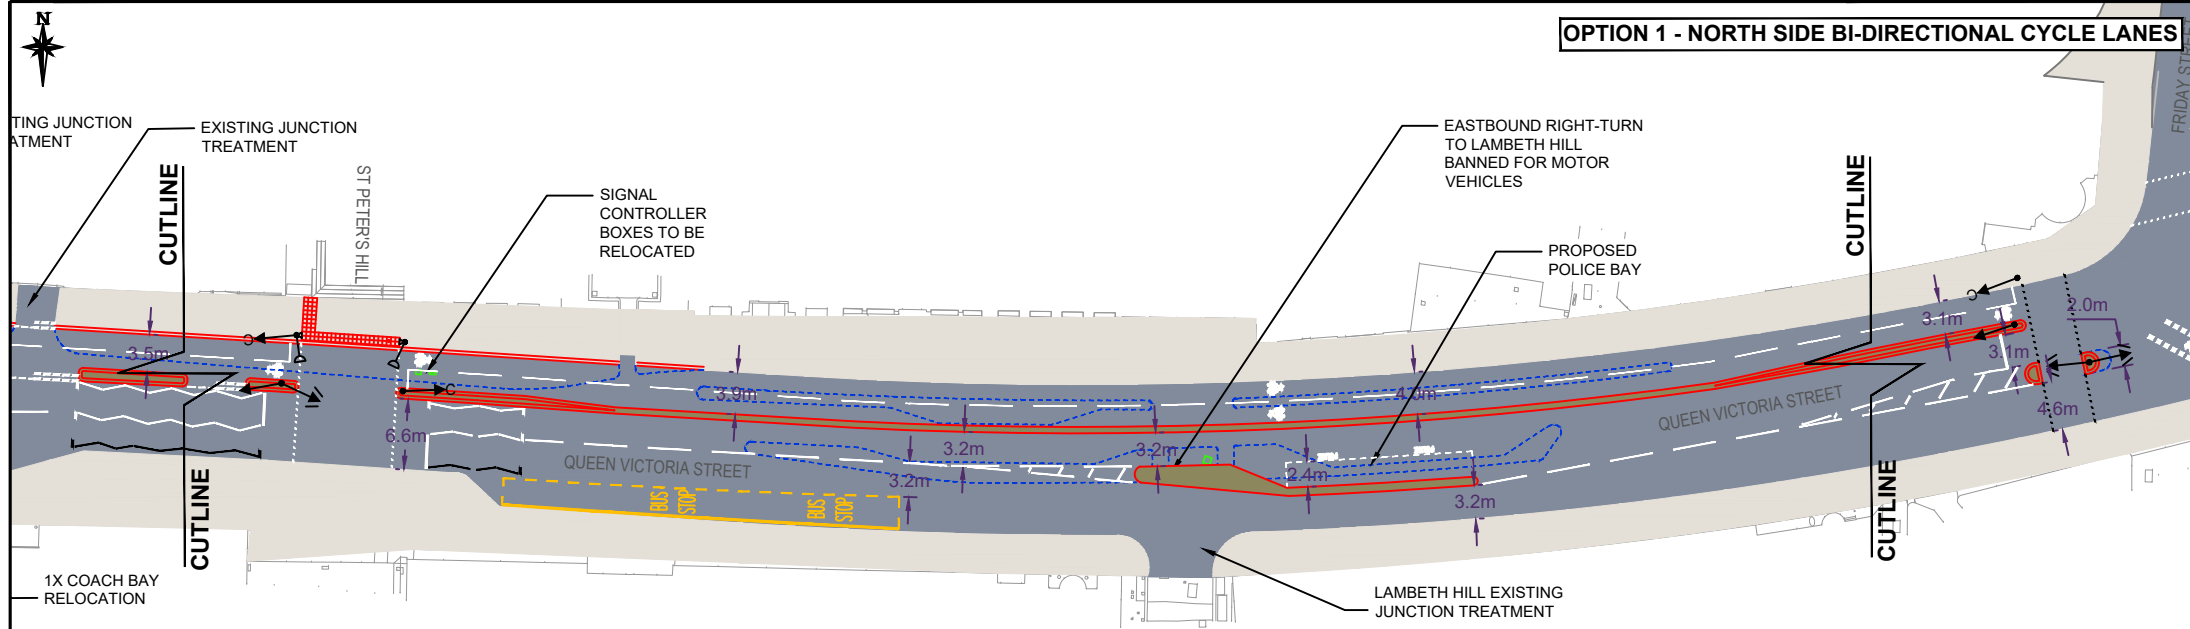 N
OPTION 1 - NORTH SIDE BI-DIRECTIONAL CYCLE LANES
FRIDAY STREET
TING JUNCTION
ATMENT
EXISTING JUNCTION
TREATMENT
CUTLINE
ST PETER'S HILL
SIGNAL
CONTROLLER
BOXES TO BE
RELOCATED
EASTBOUND RIGHT-TURN
TO LAMBETH HILL
BANNED FOR MOTOR
VEHICLES
PROPOSED
POLICE BAY
CUTLINE
3.5m
3.9m
4.0m
3.1m
2.0m
3.1m
4.6m
6.6m
3.2m
3.2m
3.2m
2.4m
3.2m
QUEEN VICTORIA STREET
QUEEN VICTORIA STREET
BUS
STOP
BUS
STOP
CUTLINE
CUTLINE
1X COACH BAY
RELOCATION
LAMBETH HILL EXISTING
JUNCTION TREATMENT